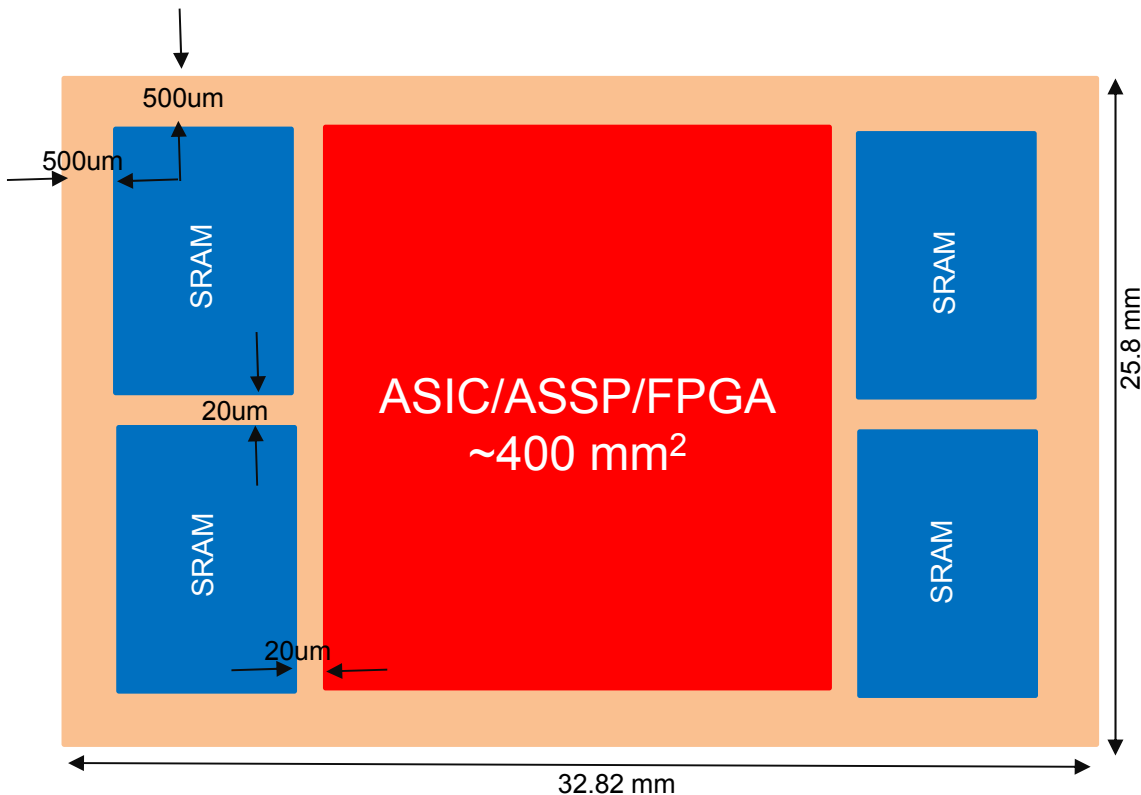 500um
500um
SRAM
SRAM
ASIC/ASSP/FPGA
~400 mm²
25.8 mm
20um
SRAM
SRAM
20um
32.82 mm